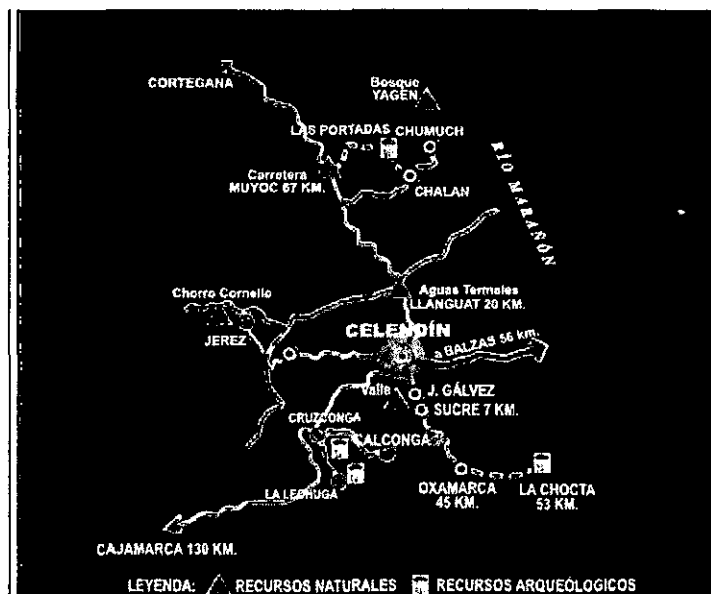 CORTEGANA
Bosque
YAGEN
LAS PORTADAS
CHUMUCH
Carretera
MUYOC 67 KM.
CHALAN
RÍO MARAÑÓN
Chorro Cornelio
JEREZ
Aguas Termales
LLANGUAT 20 KM.
CELENDÍN
a BALZAS 56 km.
Valle
J. GÁLVEZ
SUCRE 7 KM.
CRUZCONGA
CALCONGA
LA LECHUGA
OXAMARCA
45 KM.
LA CHOCTA
53 KM.
CAJAMARCA 130 KM.
LEYENDA: RECURSOS NATURALES RECURSOS ARQUEÓLOGICOS